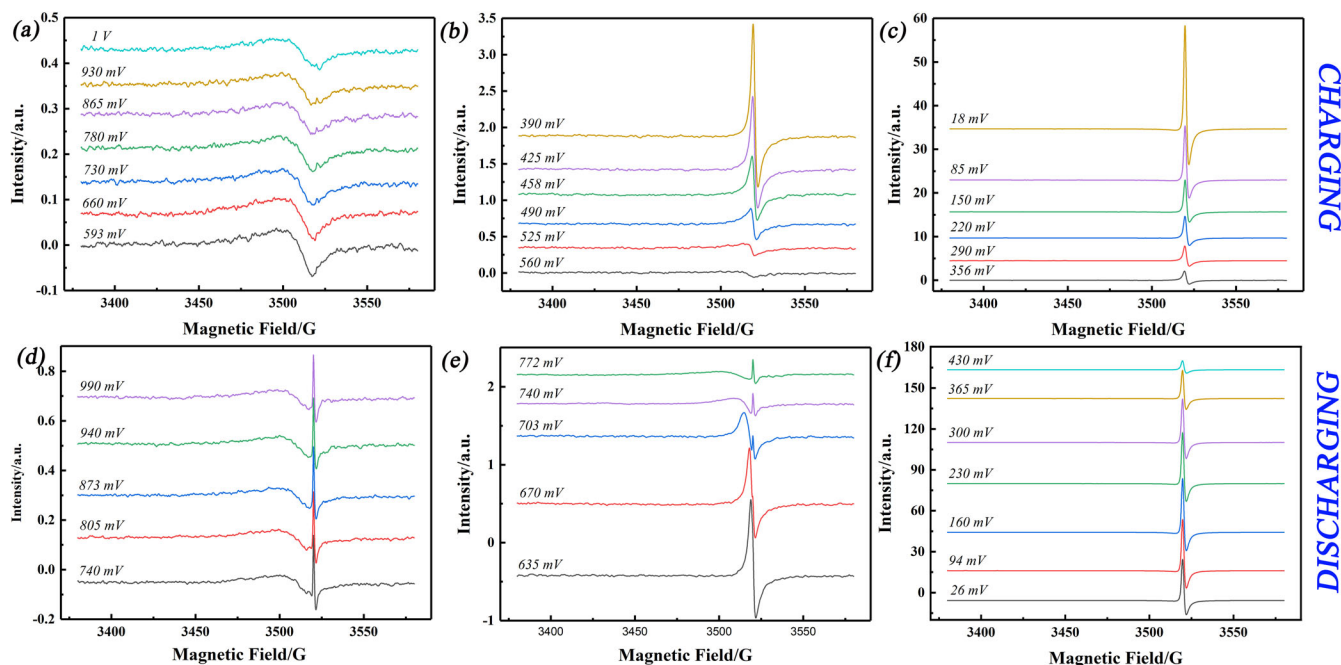 (a)
0.5
0.4
0.3
0.2
0.1
0.0
-0.1
Intensity/a.u.
1 V
930 mV
865 mV
780 mV
730 mV
660 mV
593 mV
3400
3450
3500
3550
Magnetic Field/G
(b)
3.5
3.0
2.5
2.0
1.5
1.0
0.5
0.0
Intensity/a.u.
390 mV
425 mV
458 mV
490 mV
525 mV
560 mV
3400
3450
3500
3550
Magnetic Field/G
(c)
60
50
40
30
20
10
0
Intensity/a.u.
18 mV
85 mV
150 mV
220 mV
290 mV
356 mV
3400
3450
3500
3550
Magnetic Field/G
CHARGING
(d)
0.8
0.6
0.4
0.2
0.0
-0.2
Intensity/a.u.
990 mV
940 mV
873 mV
805 mV
740 mV
3400
3450
3500
3550
Magnetic Field/G
(e)
2
1
0
-1
Intensity/a.u.
772 mV
740 mV
703 mV
670 mV
635 mV
3400
3450
3500
3550
Magnetic Field/G
(f)
180
150
120
90
60
30
0
Intensity/a.u.
430 mV
365 mV
300 mV
230 mV
160 mV
94 mV
26 mV
3400
3450
3500
3550
Magnetic Field/G
DISCHARGING